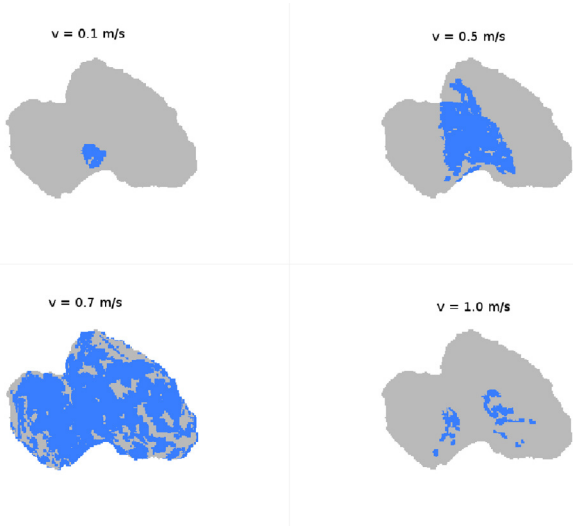 v = 0.1 m/s
v = 0.5 m/s
v = 0.7 m/s
v = 1.0 m/s